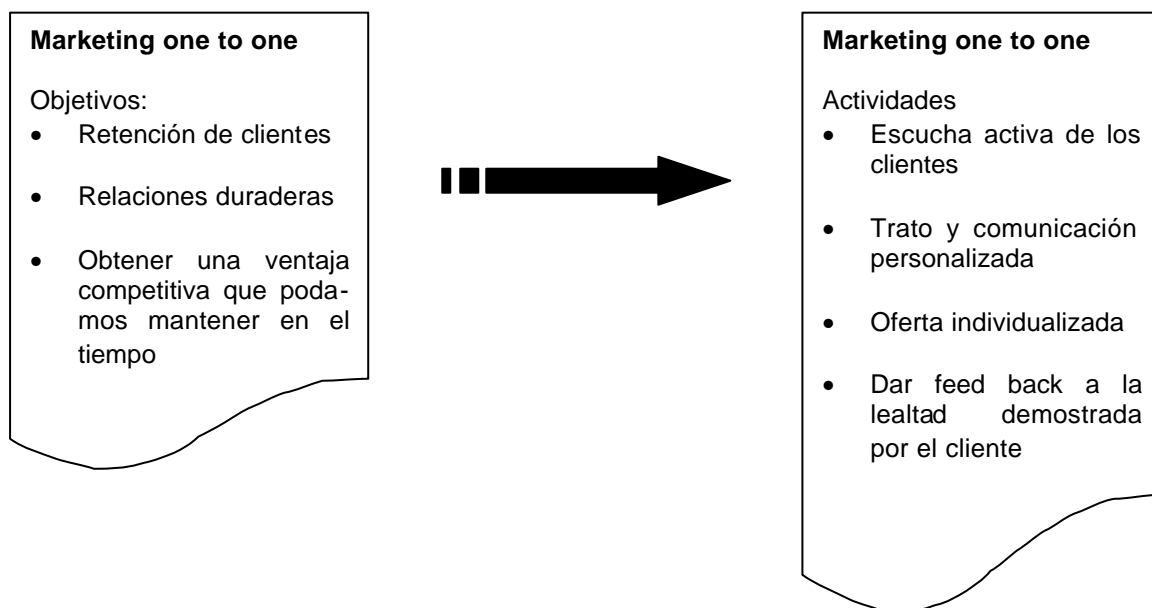 Marketing one to one
Objetivos:
• Retención de clientes
• Relaciones duraderas
• Obtener una ventaja
competitiva que poda-
mos mantener en el
tiempo
Marketing one to one
Actividades
• Escucha activa de los
clientes
• Trato y comunicación
personalizada
• Oferta individualizada
• Dar feed back a la
lealtad demostrada
por el cliente